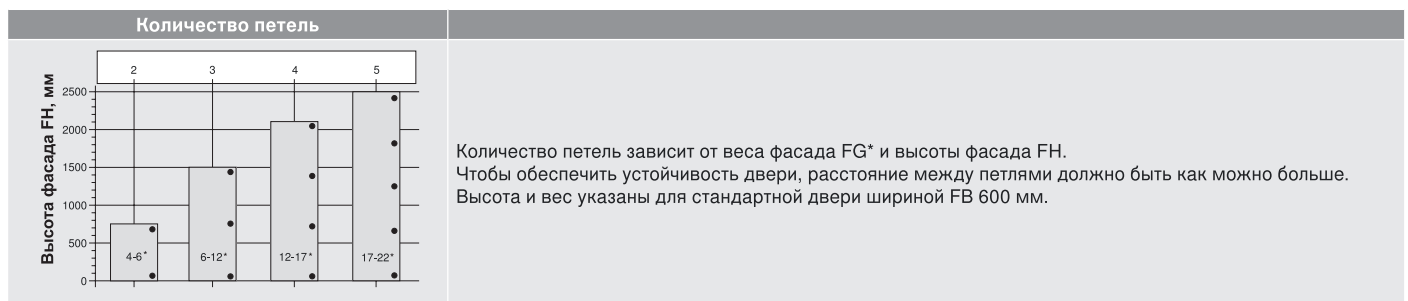 Количество петель
2 3 4 5
Высота фасада FH, мм
2500
2000
1500
1000
500
0
4-6* 6-12* 12-17* 17-22*
Количество петель зависит от веса фасада FG* и высоты фасада FH.
Чтобы обеспечить устойчивость двери, расстояние между петлями должно быть как можно больше.
Высота и вес указаны для стандартной двери шириной FB 600 мм.